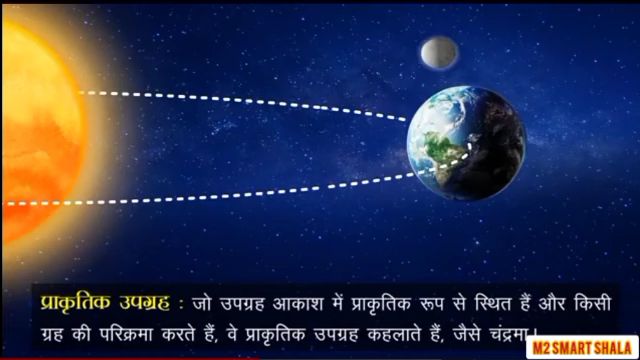 प्राकृतिक उपग्रह : जो उपग्रह आकाश में प्राकृतिक रूप से स्थित हैं और किसी
ग्रह की परिक्रमा करते हैं, वे प्राकृतिक उपग्रह कहलाते हैं, जैसे चंद्रमा।
M2 SMART SHALA